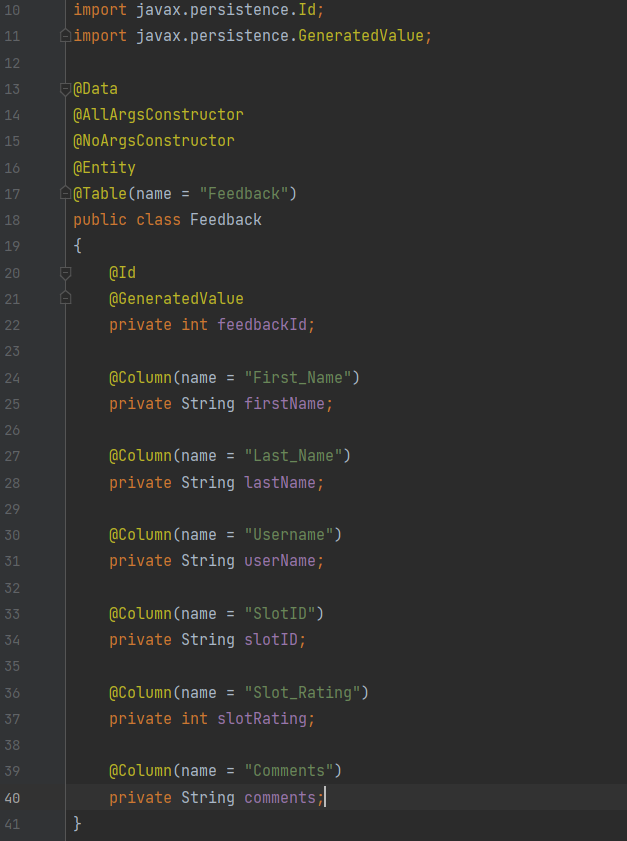 10 import javax.persistence.Id;
11 import javax.persistence.GeneratedValue;
12
13 @Data
14 @AllArgsConstructor
15 @NoArgsConstructor
16 @Entity
17 @Table(name = "Feedback")
18 public class Feedback
19 {
20     @Id
21     @GeneratedValue
22     private int feedbackId;
23
24     @Column(name = "First_Name")
25     private String firstName;
26
27     @Column(name = "Last_Name")
28     private String lastName;
29
30     @Column(name = "Username")
31     private String userName;
32
33     @Column(name = "SlotID")
34     private String slotID;
35
36     @Column(name = "Slot_Rating")
37     private int slotRating;
38
39     @Column(name = "Comments")
40     private String comments;
41 }